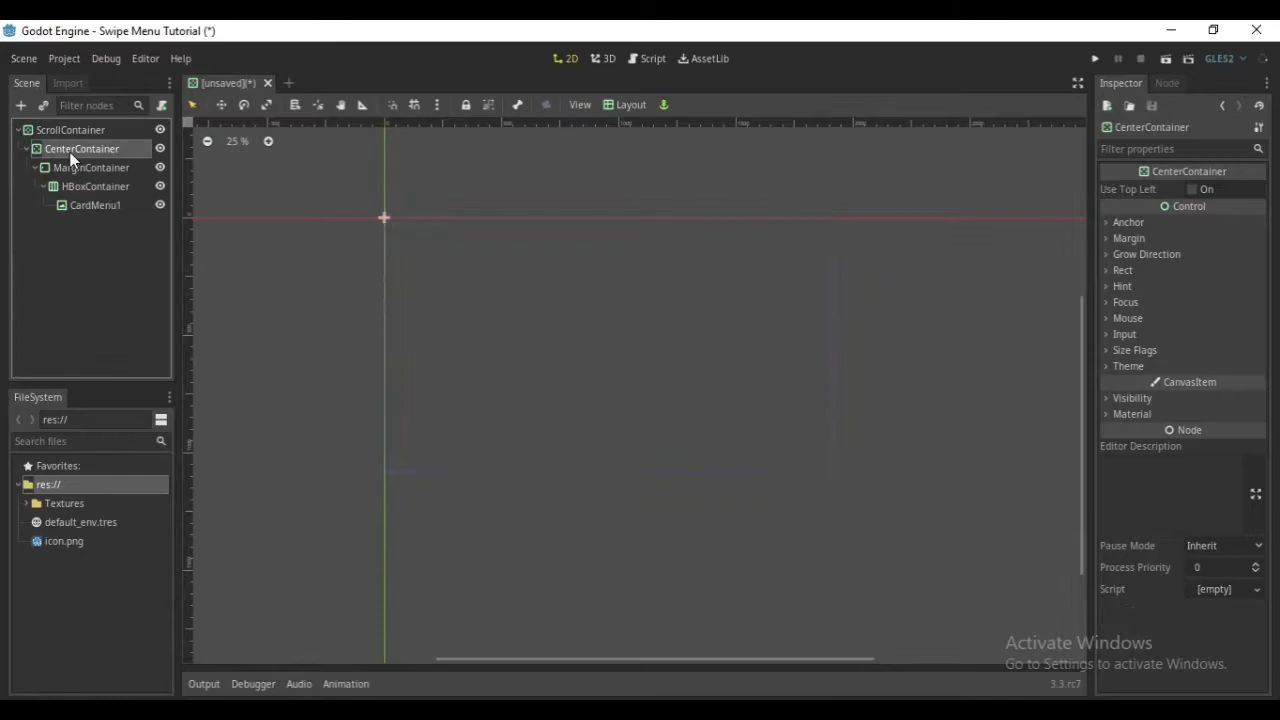 Godot Engine - Swipe Menu Tutorial (*)
Scene Project Debug Editor Help
2D 3D Script AssetLib
GLES2
Scene Import
[unsaved](*)
Inspector Node
Filter nodes
View Layout
ScrollContainer
CenterContainer
MarginContainer
HBoxContainer
CardMenu1
25 %
CenterContainer
Filter properties
CenterContainer
Use Top Left On
Control
Anchor
Margin
Grow Direction
Rect
Hint
Focus
Mouse
Input
Size Flags
Theme
CanvasItem
Visibility
Material
Node
Editor Description
Pause Mode Inherit
Process Priority 0
Script [empty]
FileSystem
res://
Search files
Favorites:
res://
Textures
default_env.tres
icon.png
Activate Windows
Go to Settings to activate Windows.
Output Debugger Audio Animation
3.3.rc7